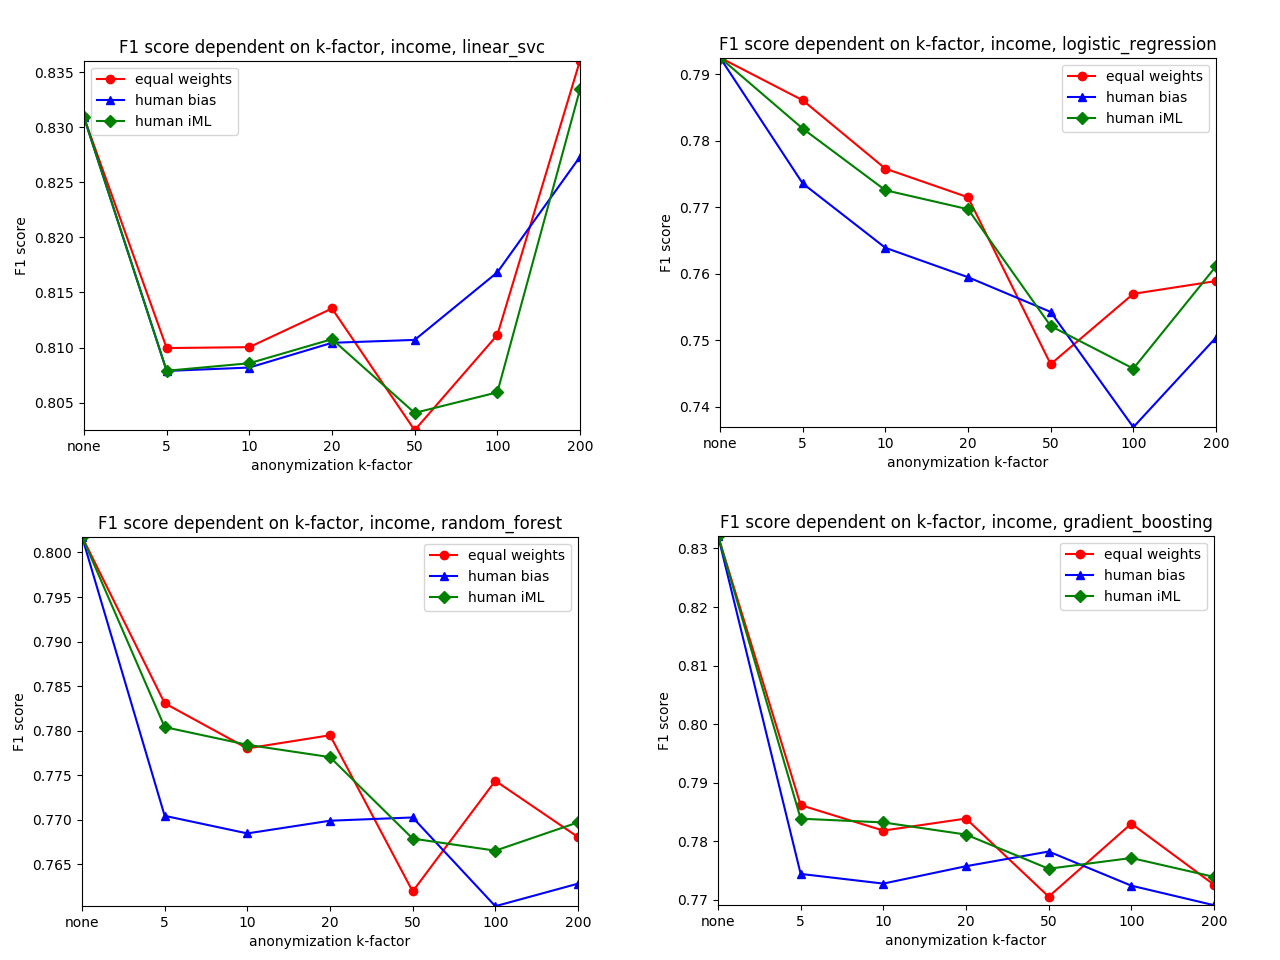 F1 score dependent on k-factor, income, linear_svc
equal weights
human bias
human iML
0.835
0.830
0.825
0.820
0.815
0.810
0.805
F1 score
none 5 10 20 50 100 200
anonymization k-factor
F1 score dependent on k-factor, income, logistic_regression
equal weights
human bias
human iML
0.79
0.78
0.77
0.76
0.75
0.74
F1 score
none 5 10 20 50 100 200
anonymization k-factor
F1 score dependent on k-factor, income, random_forest
equal weights
human bias
human iML
0.800
0.795
0.790
0.785
0.780
0.775
0.770
0.765
F1 score
none 5 10 20 50 100 200
anonymization k-factor
F1 score dependent on k-factor, income, gradient_boosting
equal weights
human bias
human iML
0.83
0.82
0.81
0.80
0.79
0.78
0.77
F1 score
none 5 10 20 50 100 200
anonymization k-factor